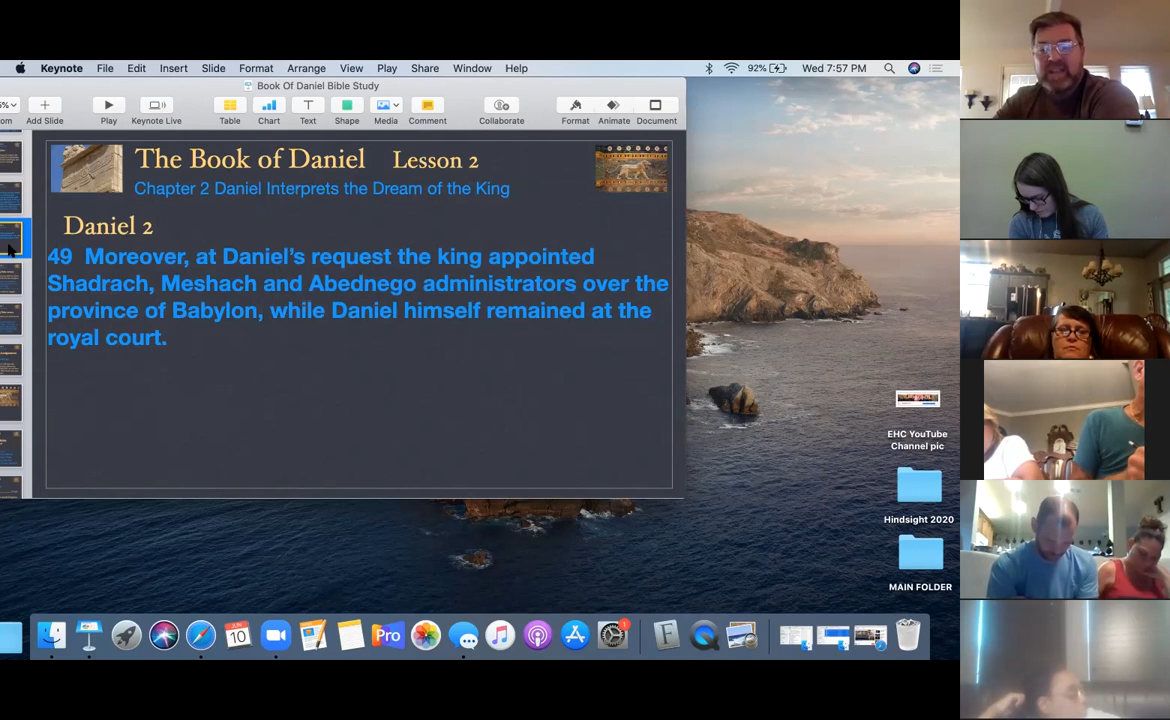 Keynote File Edit Insert Slide Format Arrange View Play Share Window Help 92% Wed 7:57 PM
Book Of Daniel Bible Study
Add Slide Play Keynote Live Table Chart Text Shape Media Comment Collaborate Format Animate Document
The Book of Daniel Lesson 2
Chapter 2 Daniel Interprets the Dream of the King
Daniel 2
49 Moreover, at Daniel's request the king appointed
Shadrach, Meshach and Abednego administrators over the
province of Babylon, while Daniel himself remained at the
royal court.
EHC YouTube
Channel pic
Hindsight 2020
MAIN FOLDER
JUN
10
Pro
F
1